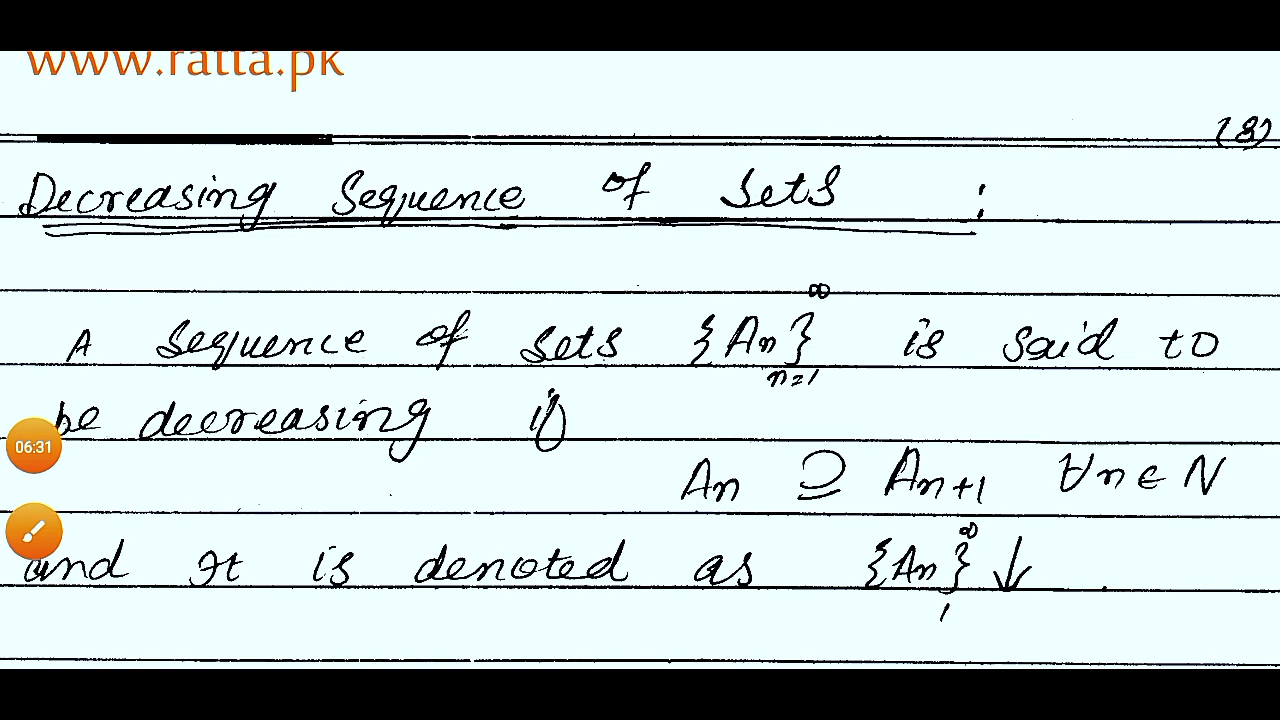 www.ratta.pk
(8)
Decreasing Sequence of Sets :
A sequence of sets {An}∞n=1 is said to
be decreasing if
06:31
An ⊇ An+1 ∀n∈N
and It is denoted as {An}∞1 ↓ .